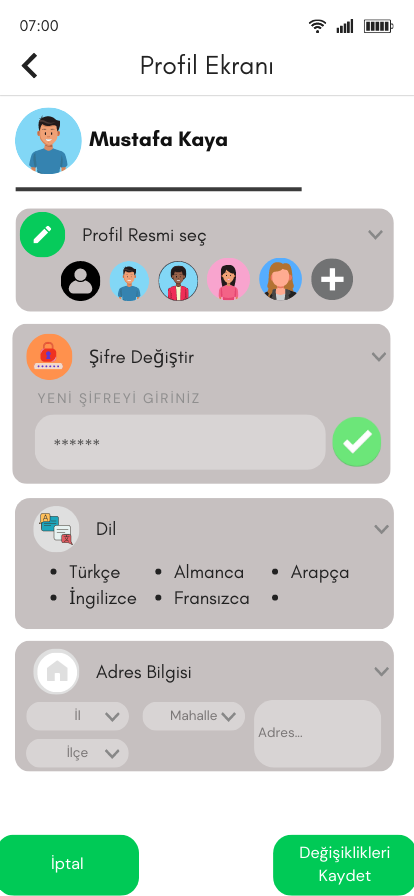 07:00
Profil Ekranı
Mustafa Kaya
Profil Resmi seç
Şifre Değiştir
YENİ ŞİFREYİ GİRİNİZ
******
Dil
• Türkçe • Almanca • Arapça
• İngilizce • Fransızca •
Adres Bilgisi
İl Mahalle
Adres...
İlçe
İptal
Değişiklikleri
Kaydet